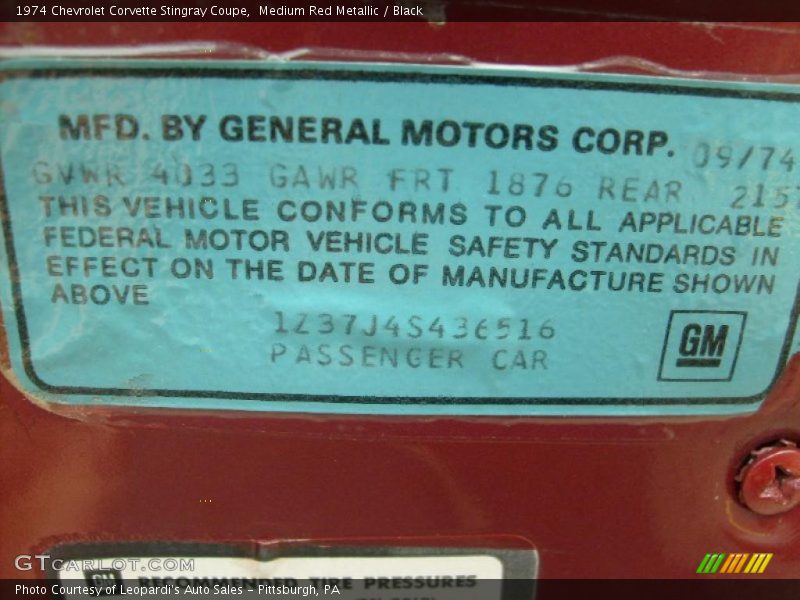 1974 Chevrolet Corvette Stingray Coupe,  Medium Red Metallic / Black
MFD. BY GENERAL MOTORS CORP. 09/74
GVWR 4033 GAWR FRT 1876 REAR 2157
THIS VEHICLE CONFORMS TO ALL APPLICABLE
FEDERAL MOTOR VEHICLE SAFETY STANDARDS IN
EFFECT ON THE DATE OF MANUFACTURE SHOWN
ABOVE
1Z37J4S436516
PASSENGER CAR
GM
GTCARLOT.COM
GM RECOMMENDED TIRE PRESSURES
Photo Courtesy of Leopardi's Auto Sales - Pittsburgh, PA